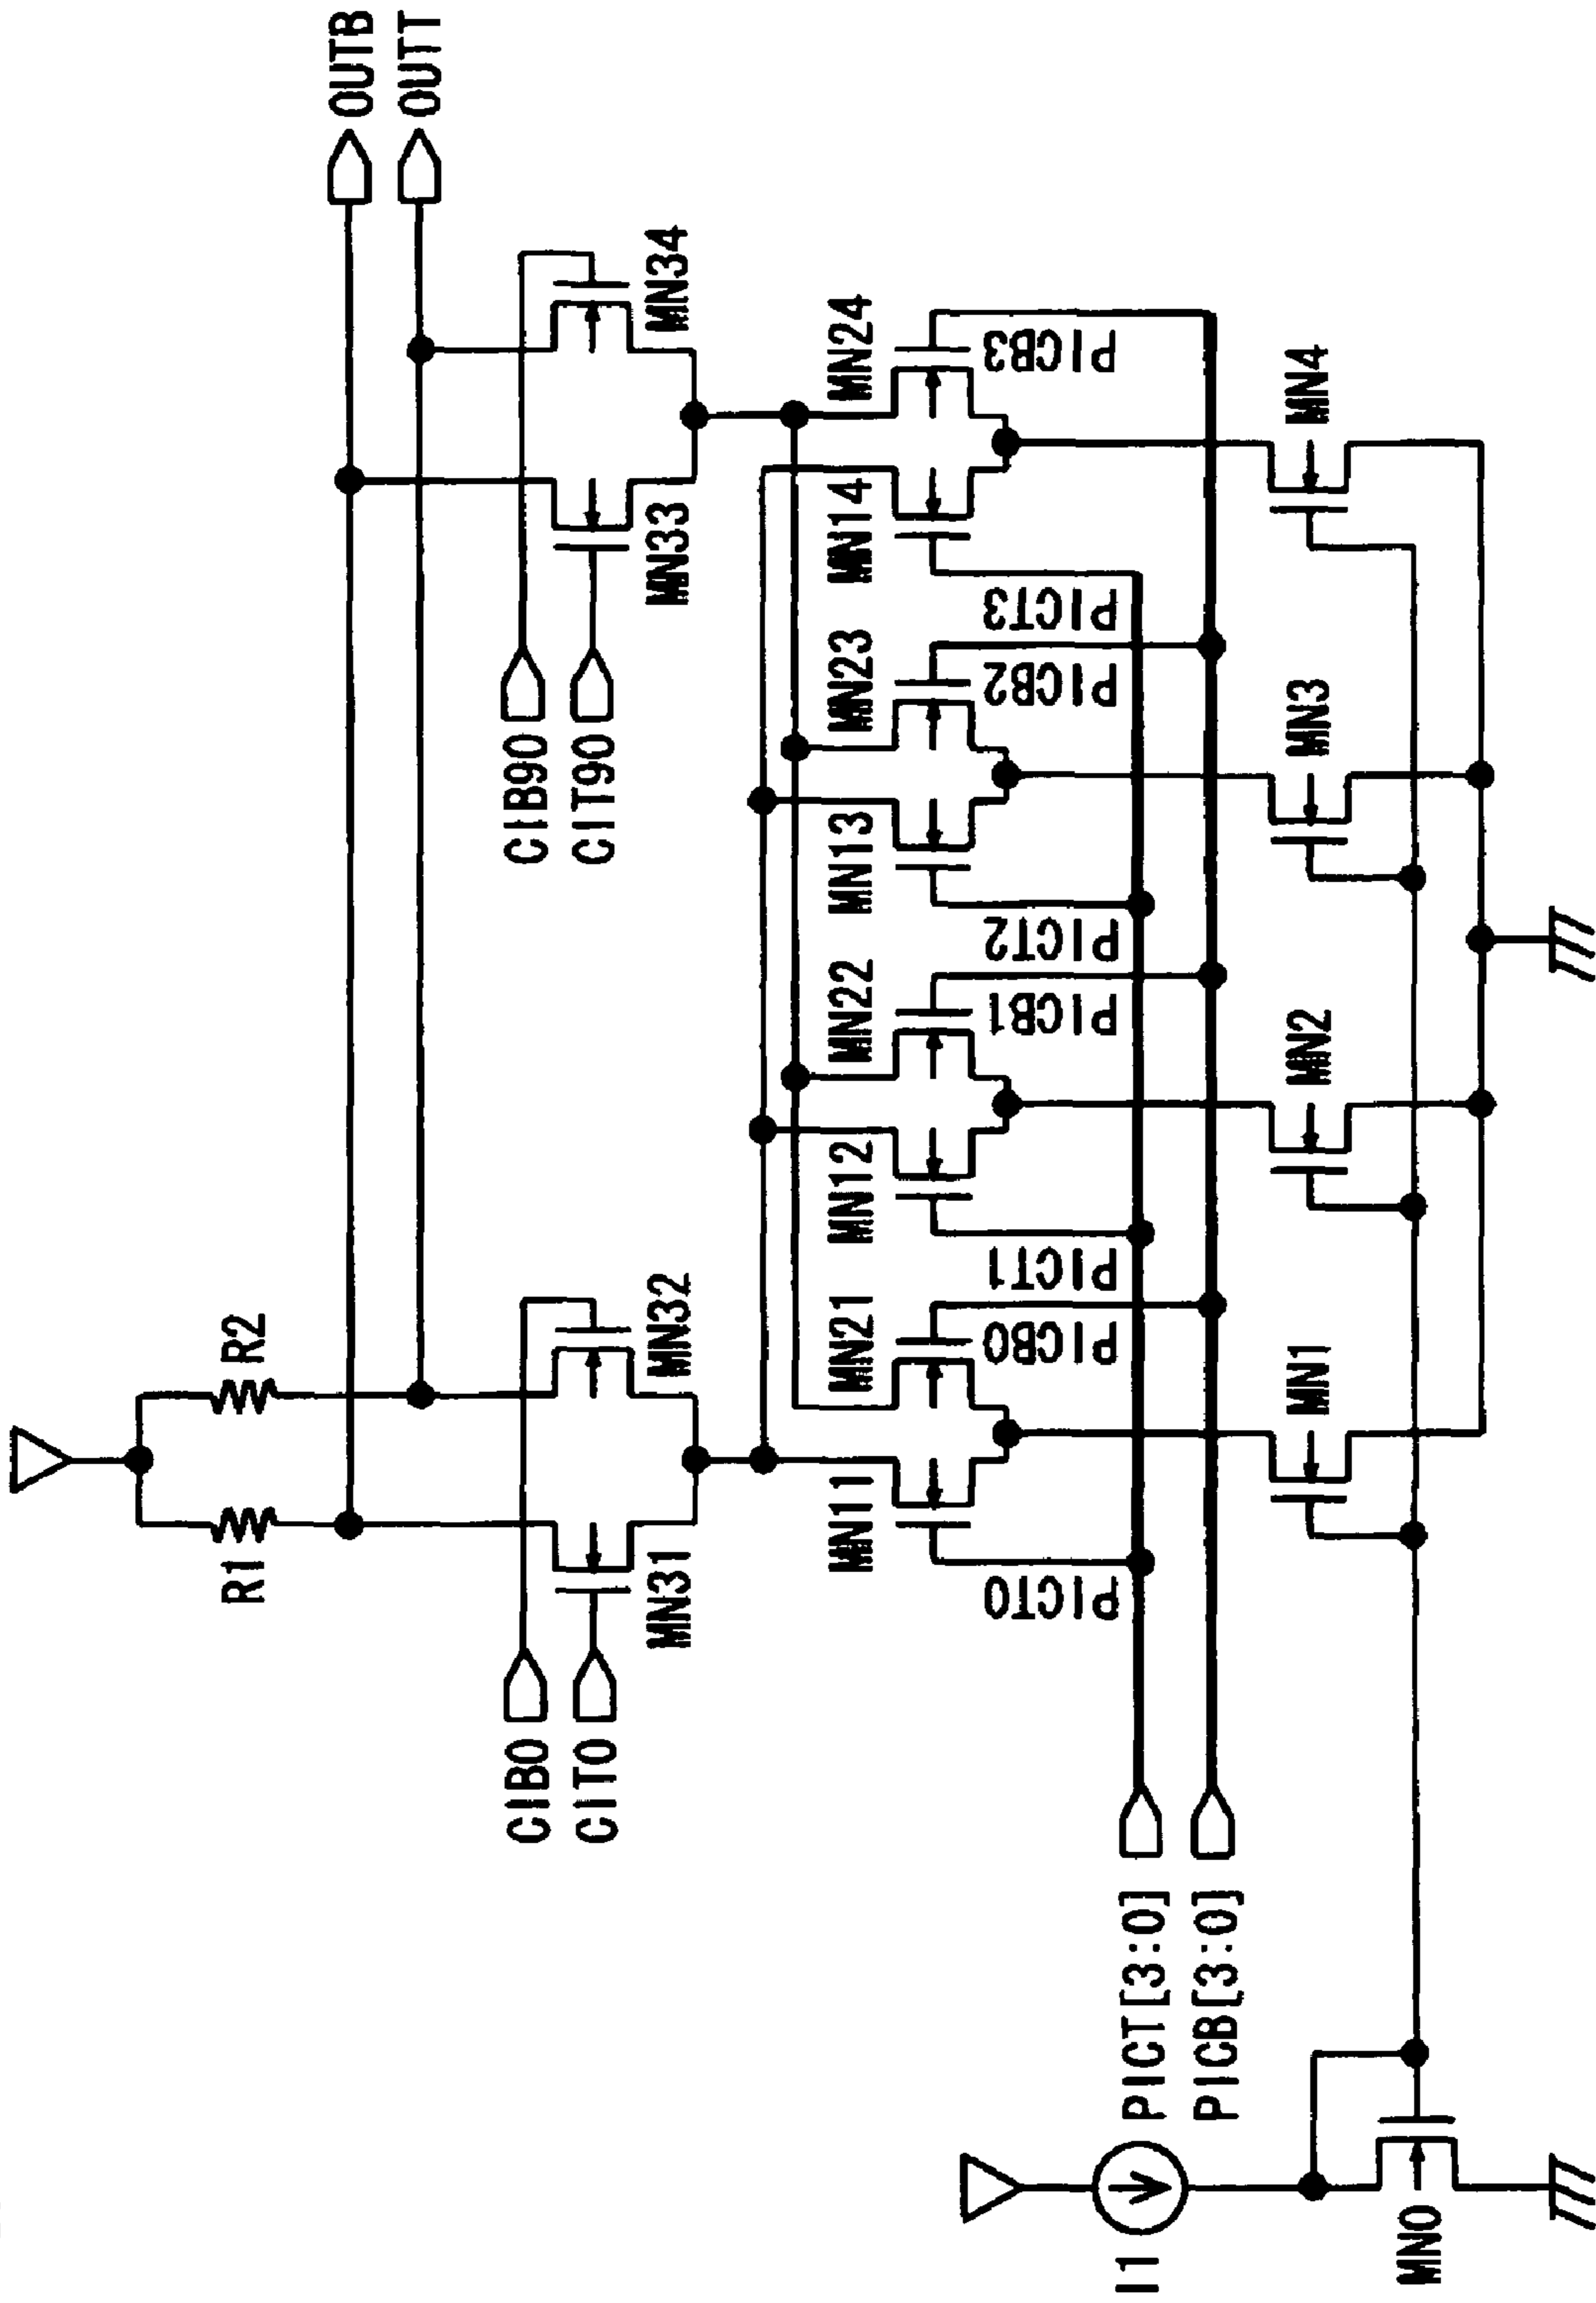 R1
R2
OUTB
OUTT
CIB0
CIT0
MN31
MN32
CIB90
CIT90
MN33
MN34
MN11
MN21
MN12
MN22
MN13
MN23
MN14
MN24
PICT0
PICB0
PICT1
PICB1
PICT2
PICB2
PICT3
PICB3
PICT[3:0]
PICB[3:0]
MN1
MN2
MN3
MN4
I1
MN0